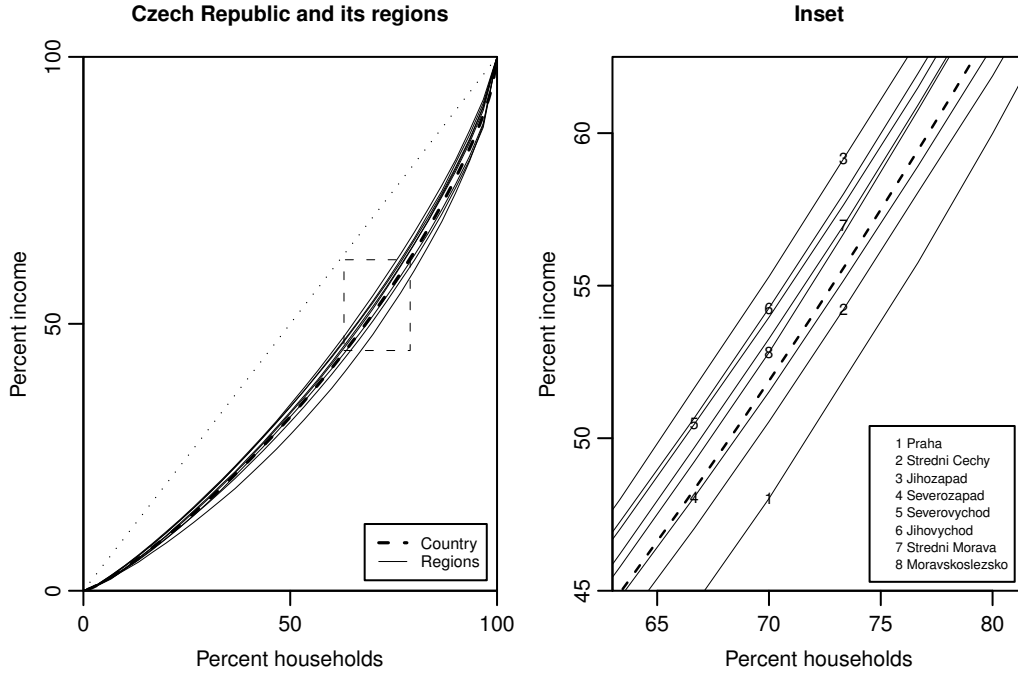 Czech Republic and its regions
Percent income
100
50
0
0
50
100
Percent households
Country
Regions
Inset
Percent income
60
55
50
45
65
70
75
80
Percent households
3
7
6
2
8
5
4
1
1 Praha
2 Stredni Cechy
3 Jihozapad
4 Severozapad
5 Severovychod
6 Jihovychod
7 Stredni Morava
8 Moravskoslezsko